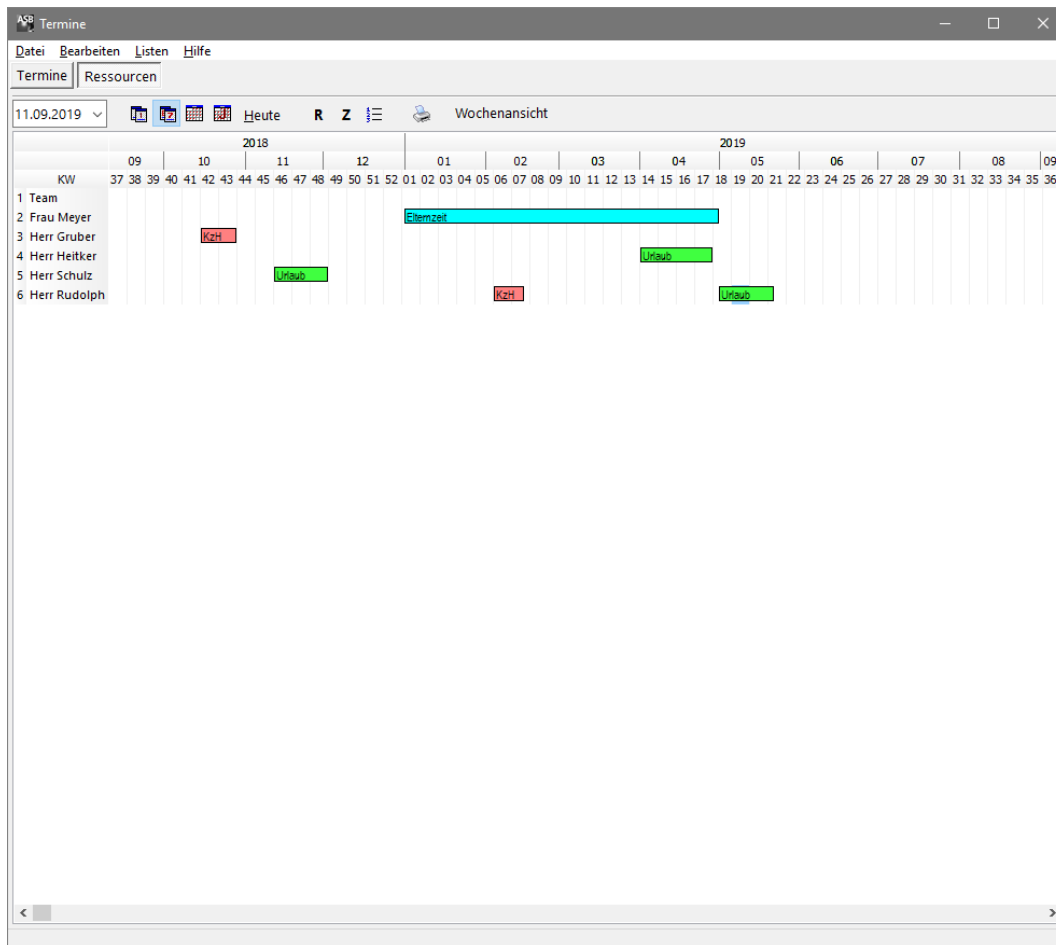 ASB Termine
Datei Bearbeiten Listen Hilfe
Termine Ressourcen
11.09.2019 Heute R Z Wochenansicht
2018 2019
09 10 11 12 01 02 03 04 05 06 07 08 09
KW 37 38 39 40 41 42 43 44 45 46 47 48 49 50 51 52 01 02 03 04 05 06 07 08 09 10 11 12 13 14 15 16 17 18 19 20 21 22 23 24 25 26 27 28 29 30 31 32 33 34 35 36
1 Team
2 Frau Meyer Elternzeit
3 Herr Gruber KzH
4 Herr Heitker Urlaub
5 Herr Schulz Urlaub
6 Herr Rudolph KzH Urlaub